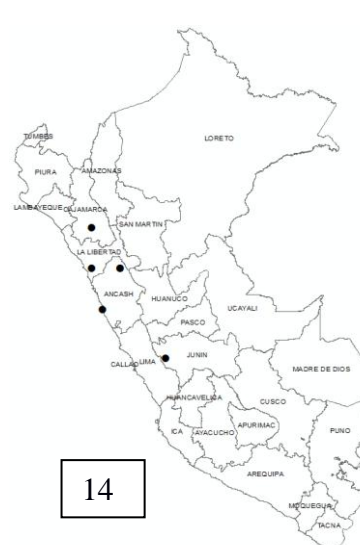 TUMBES
LORETO
PIURA
AMAZONAS
LAMBAYEQUE
CAJAMARCA
SAN MARTIN
LA LIBERTAD
ANCASH
HUANUCO
UCAYALI
PASCO
CALLAO
LIMA
JUNIN
MADRE DE DIOS
HUANCAVELICA
CUSCO
ICA
AYACUCHO
APURIMAC
PUNO
AREQUIPA
14
MOQUEGUA
TACNA